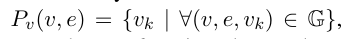 P_v(v, e) = {v_k | ∀(v, e, v_k) ∈ 𝔾},